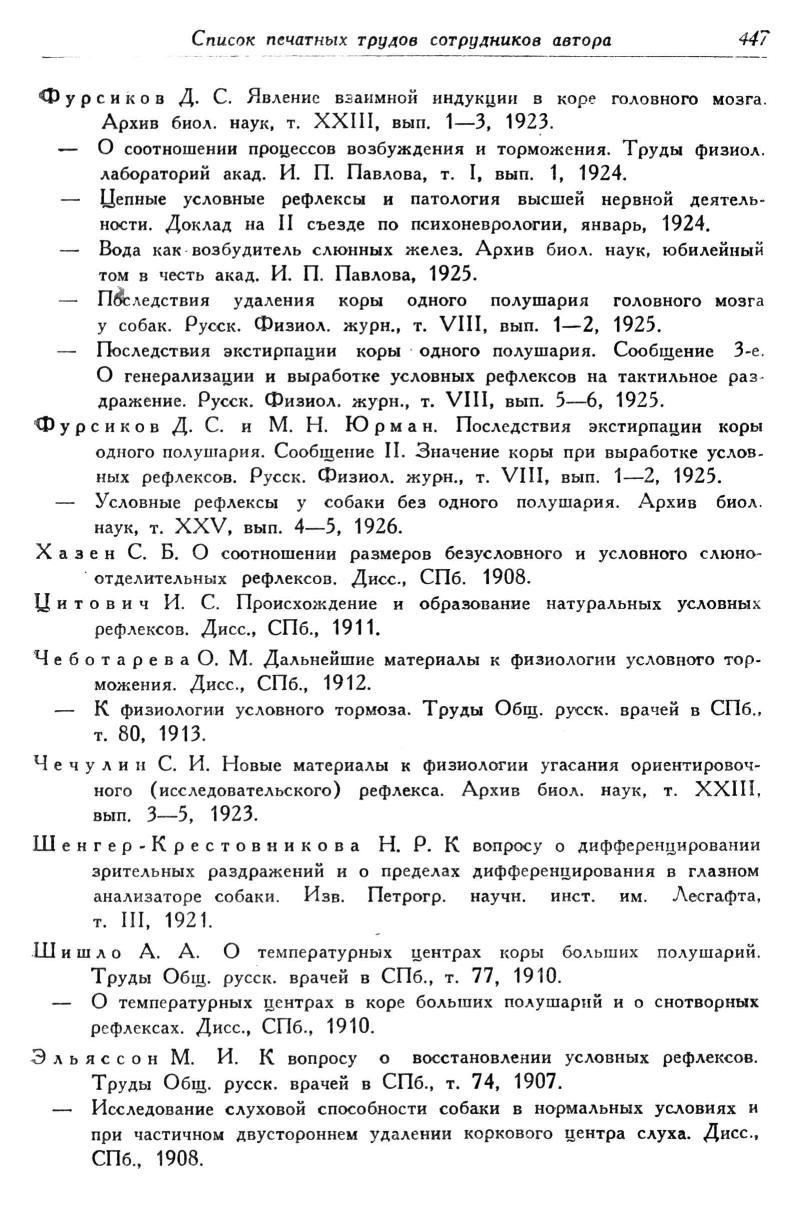 Список печатных трудов сотрудников автора 447
Фурсиков Д. С. Явление взаимной индукции в коре головного мозга.
Архив биол. наук, т. XXIII, вып. 1—3, 1923.
— О соотношении процессов возбуждения и торможения. Труды физиол.
лабораторий акад. И. П. Павлова, т. I, вып. 1, 1924.
— Цепные условные рефлексы и патология высшей нервной деятель-
ности. Доклад на II съезде по психоневрологии, январь, 1924.
— Вода как возбудитель слюнных желез. Архив биол. наук, юбилейный
том в честь акад. И. П. Павлова, 1925.
— Последствия удаления коры одного полушария головного мозга
у собак. Русск. Физиол. журн., т. VIII, вып. 1—2, 1925.
— Последствия экстирпации коры одного полушария. Сообщение 3-е.
О генерализации и выработке условных рефлексов на тактильное раз-
дражение. Русск. Физиол. журн., т. VIII, вып. 5—6, 1925.
Фурсиков Д. С. и М. Н. Юрман. Последствия экстирпации коры
одного полушария. Сообщение II. Значение коры при выработке услов-
ных рефлексов. Русск. Физиол. журн., т. VIII, вып. 1—2, 1925.
— Условные рефлексы у собаки без одного полушария. Архив биол.
наук, т. XXV, вып. 4—5, 1926.
Хазен С. Б. О соотношении размеров безусловного и условного слюно-
отделительных рефлексов. Дисс., СПб. 1908.
Цитович И. С. Происхождение и образование натуральных условных
рефлексов. Дисс., СПб., 1911.
Чеботарева О. М. Дальнейшие материалы к физиологии условного тор-
можения. Дисс., СПб., 1912.
— К физиологии условного тормоза. Труды Общ. русск. врачей в СПб.,
т. 80, 1913.
Чечулин С. И. Новые материалы к физиологии угасания ориентировоч-
ного (исследовательского) рефлекса. Архив биол. наук, т. XXIII,
вып. 3—5, 1923.
Шенгер-Крестовникова Н. Р. К вопросу о дифференцировании
зрительных раздражений и о пределах дифференцирования в глазном
анализаторе собаки. Изв. Петрогр. научн. инст. им. Лесгафта,
т. III, 1921.
Шишло А. А. О температурных центрах коры больших полушарий.
Труды Общ. русск. врачей в СПб., т. 77, 1910.
— О температурных центрах в коре больших полушарий и о снотворных
рефлексах. Дисс., СПб., 1910.
Эльяссон М. И. К вопросу о восстановлении условных рефлексов.
Труды Общ. русск. врачей в СПб., т. 74, 1907.
— Исследование слуховой способности собаки в нормальных условиях и
при частичном двустороннем удалении коркового центра слуха. Дисс.,
СПб., 1908.